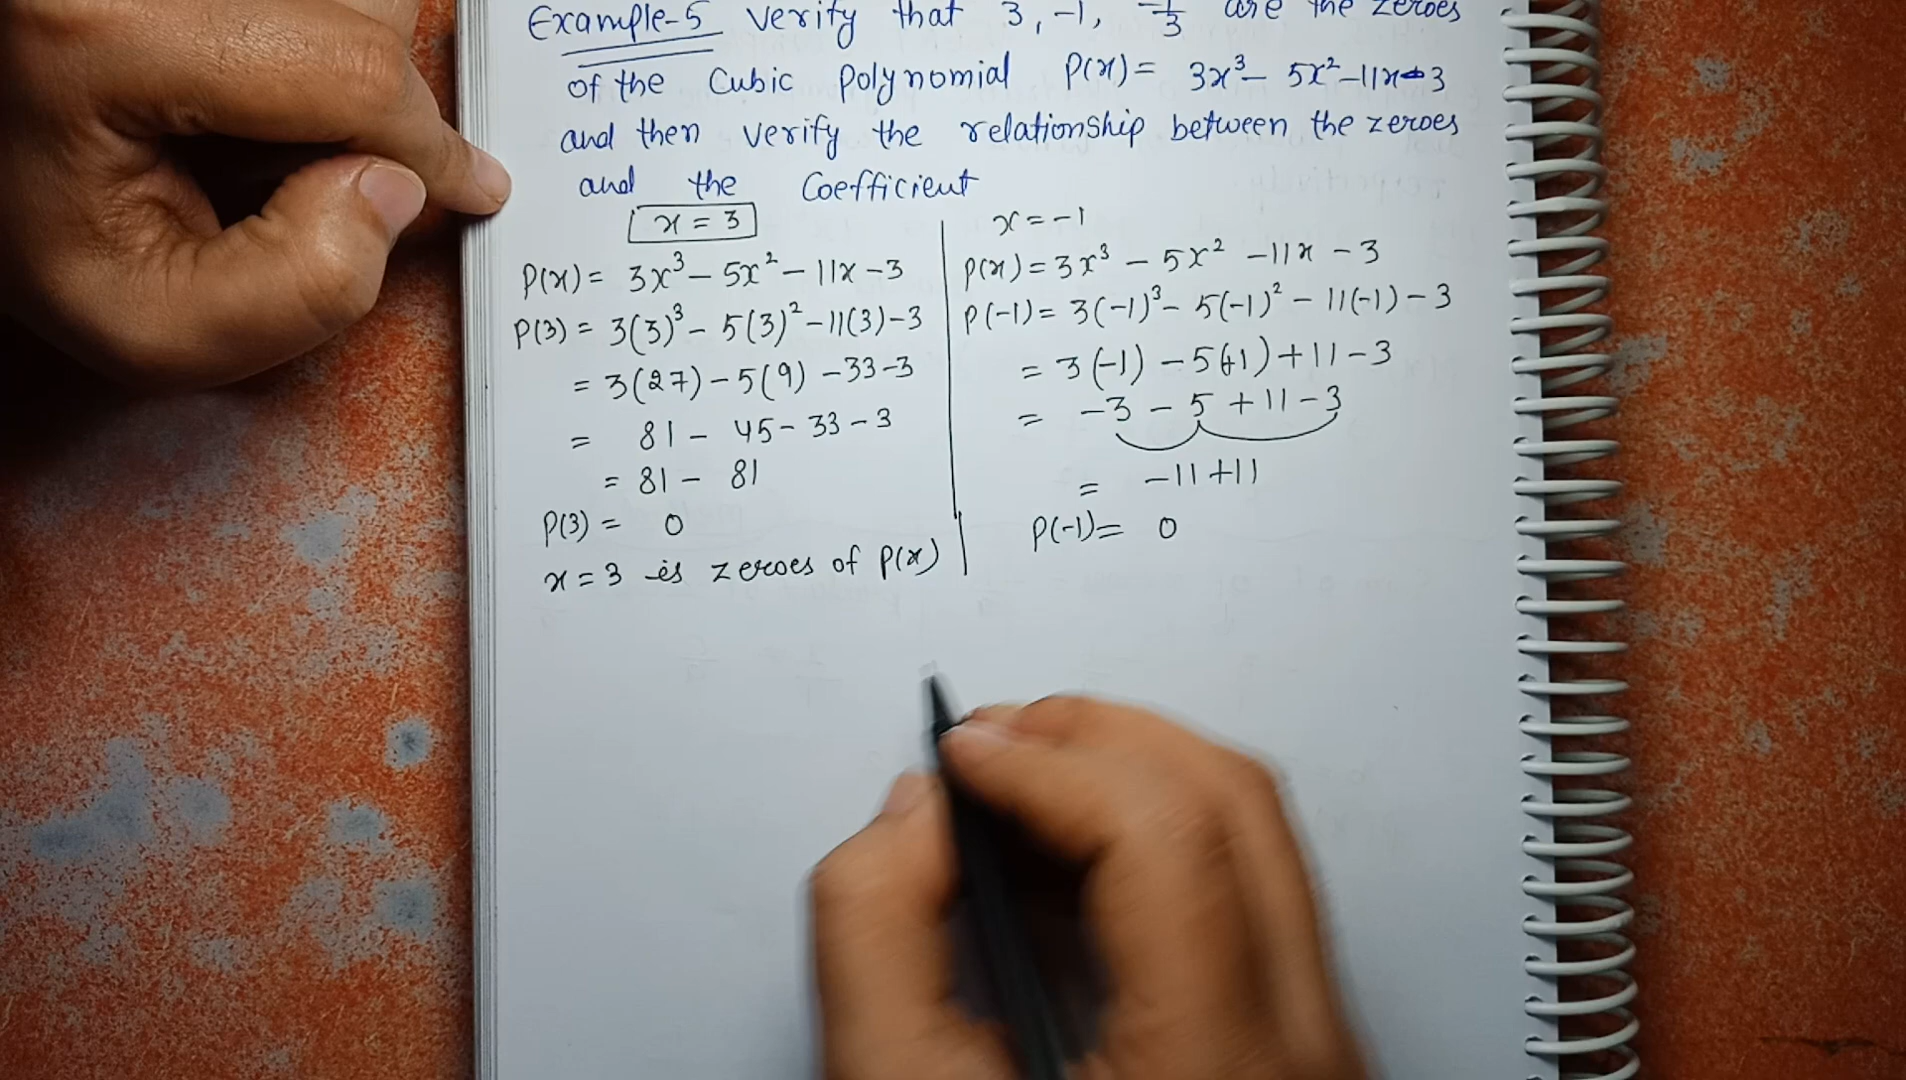 Example-5 Verify that 3, -1, -1/3 are the zeroes
of the Cubic Polynomial P(x) = 3x³ - 5x² - 11x - 3
and then verify the relationship between the zeroes
and the Coefficient
x = 3
P(x) = 3x³ - 5x² - 11x - 3
P(3) = 3(3)³ - 5(3)² - 11(3) - 3
= 3(27) - 5(9) - 33 - 3
= 81 - 45 - 33 - 3
= 81 - 81
P(3) = 0
x = 3 is zeroes of P(x)
x = -1
P(x) = 3x³ - 5x² - 11x - 3
P(-1) = 3(-1)³ - 5(-1)² - 11(-1) - 3
= 3(-1) - 5(+1) + 11 - 3
= -3 - 5 + 11 - 3
= -11 + 11
P(-1) = 0